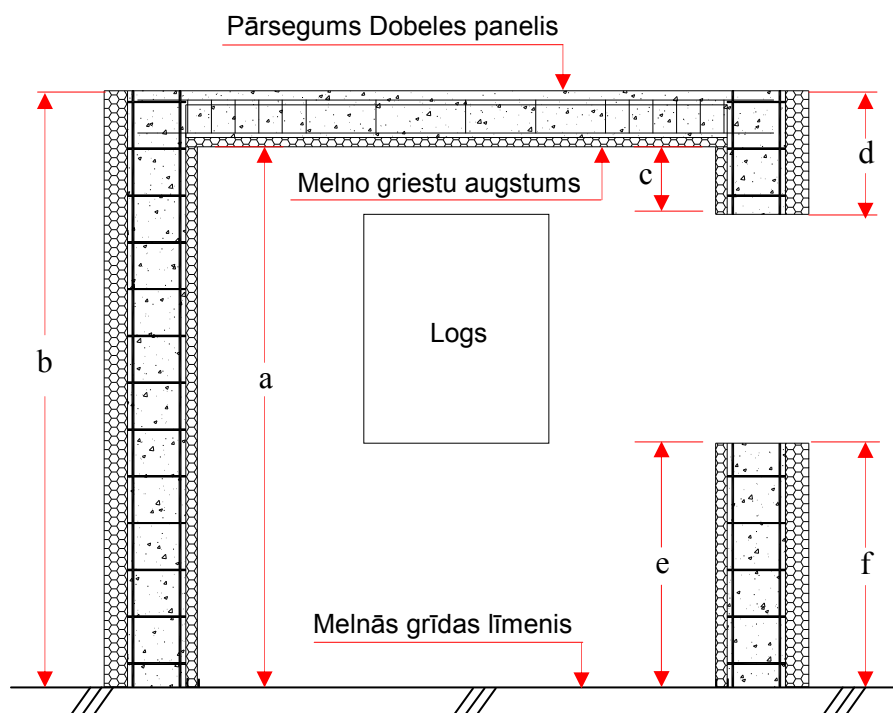 Pārsegums Dobeles panelis
d
c
Melno griestu augstums
Logs
b
a
e
f
Melnās grīdas līmenis